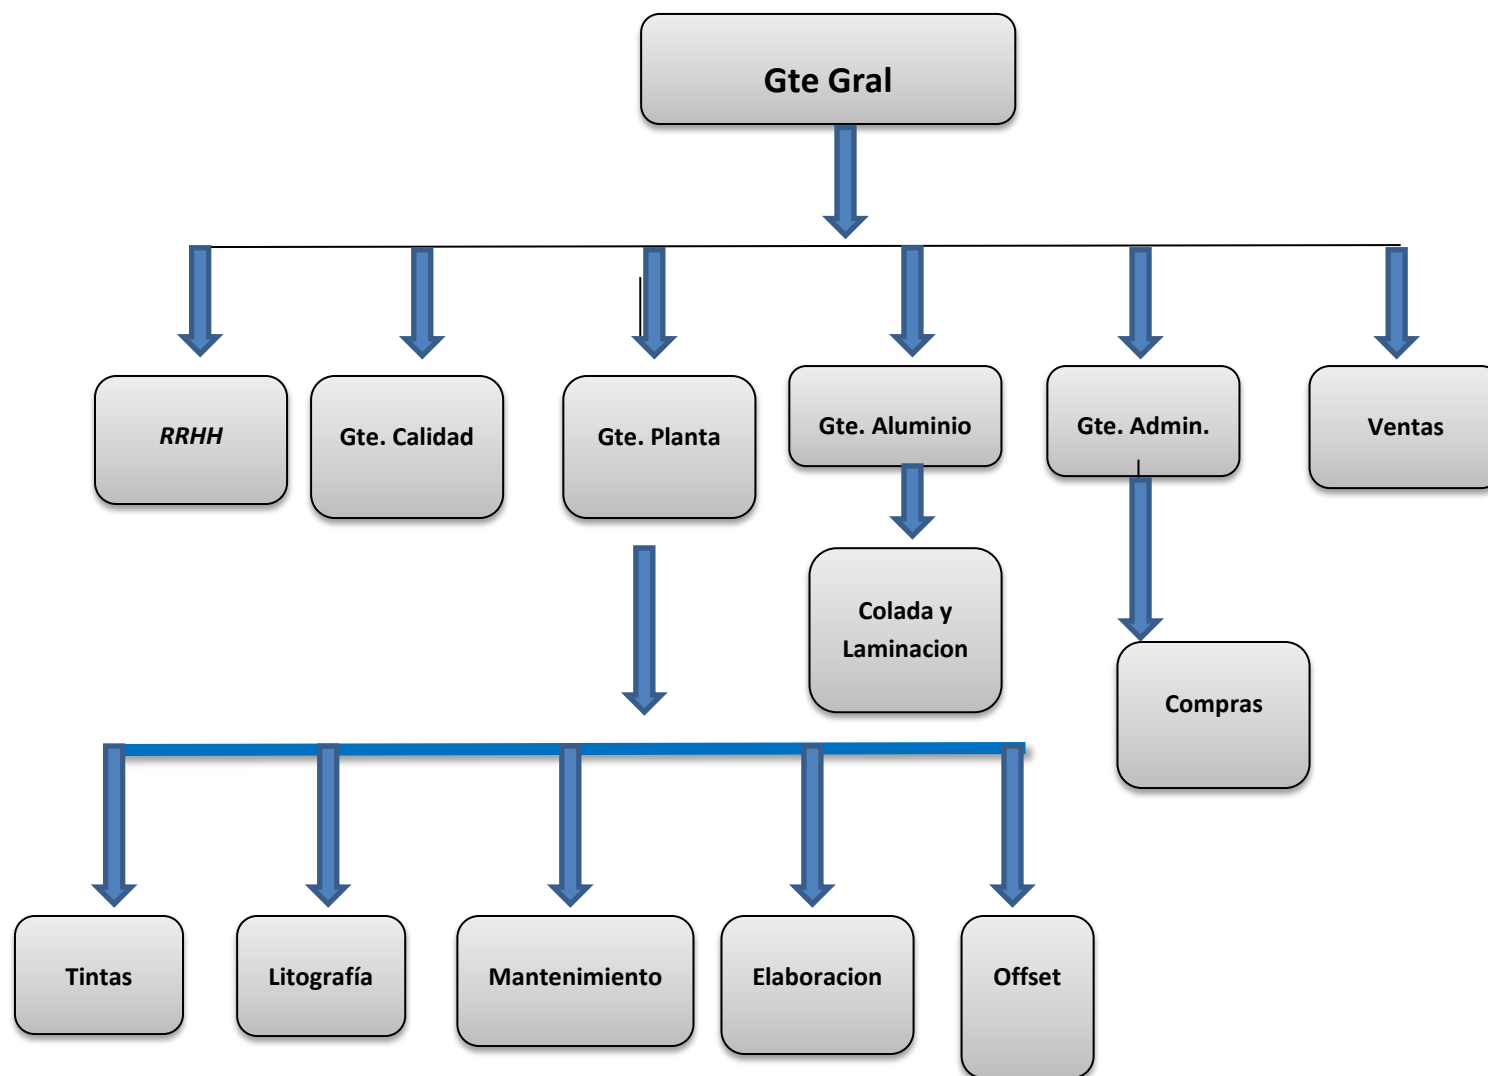 Gte Gral
RRHH
Gte. Calidad
Gte. Planta
Gte. Aluminio
Gte. Admin.
Ventas
Colada y
Laminacion
Compras
Tintas
Litografía
Mantenimiento
Elaboracion
Offset